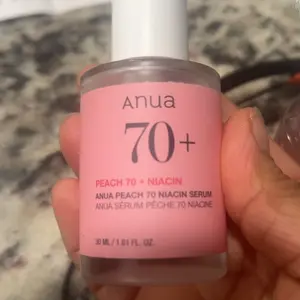 Anua
70+
PEACH 70 + NIACIN
ANUA PEACH 70 NIACIN SERUM
ANUA SÉRUM PÊCHE 70 NIACINE
30 ML / 1.01 FL. OZ.